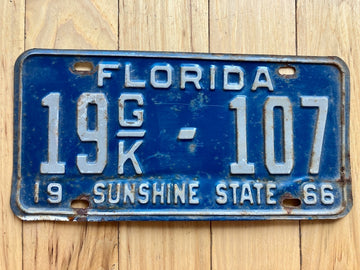 FLORIDA
19 G/K - 107
19 SUNSHINE STATE 66